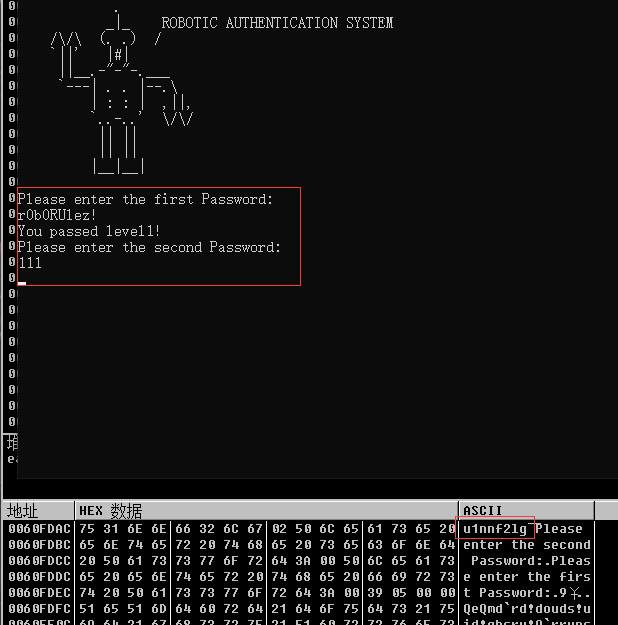 ROBOTIC AUTHENTICATION SYSTEM
Please enter the first Password:
r0b0RU1ez!
You passed level1!
Please enter the second Password:
111
地址 HEX 数据 ASCII
0060FDAC 75 31 6E 6E 66 32 6C 67 02 50 6C 65 61 73 65 20 u1nnf2lg Please
0060FDBC 65 6E 74 65 72 20 74 68 65 20 73 65 63 6F 6E 64 enter the second
0060FDCC 20 50 61 73 73 77 6F 72 64 3A 00 50 6C 65 61 73 Password:.Pleas
0060FDDC 65 20 65 6E 74 65 72 20 74 68 65 20 66 69 72 73 e enter the firs
0060FDEC 74 20 50 61 73 73 77 6F 72 64 3A 00 39 05 00 00 t Password:.9
0060FDFC 51 65 51 6D 64 60 72 64 21 64 6F 75 64 73 21 75 QeQmd`rd!douds!u